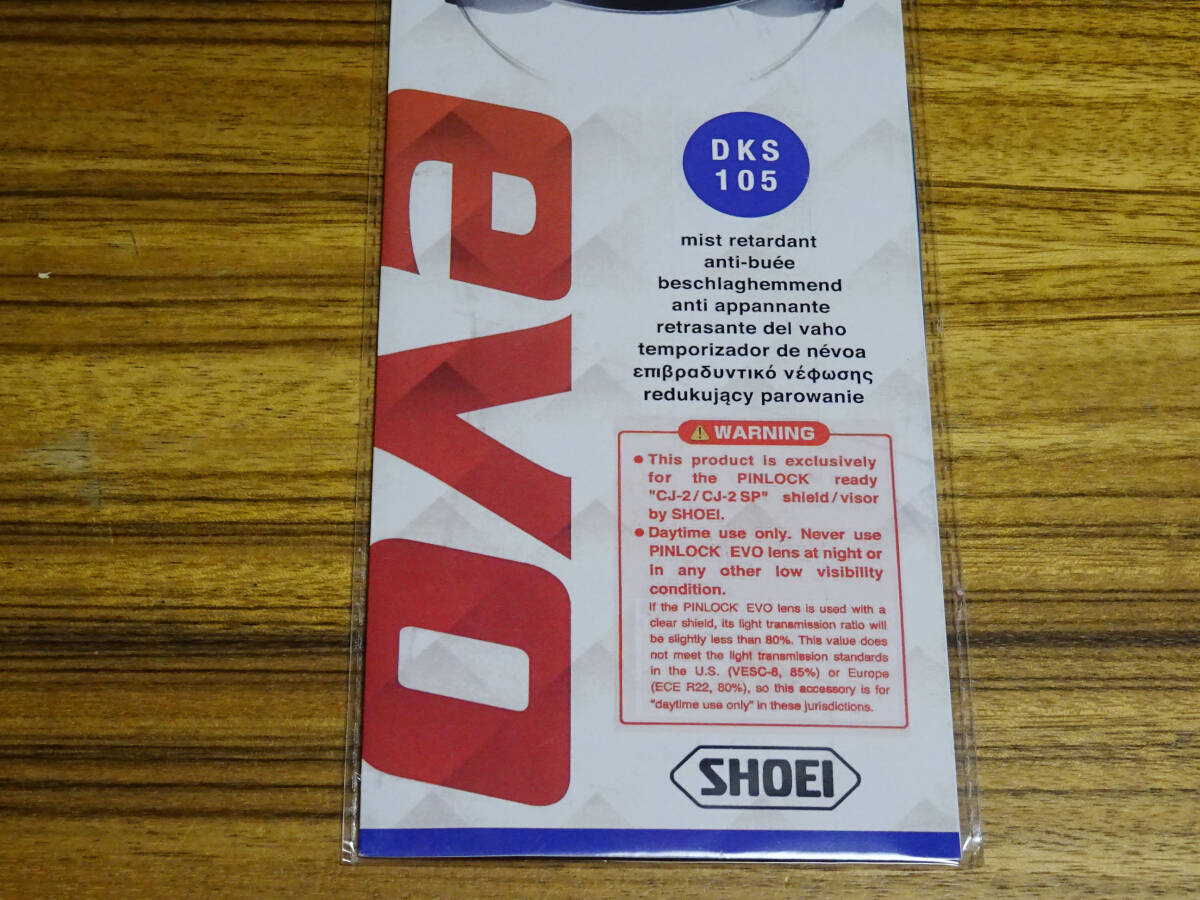 evo
DKS
105
mist retardant
anti-buée
beschlaghemmend
anti appannante
retrasante del vaho
temporizador de névoa
επιβραδυντικό νέφωσης
redukujący parowanie
WARNING
● This product is exclusively
for the PINLOCK® ready
"CJ-2/CJ-2 SP" shield/visor
by SHOEI.
● Daytime use only. Never use
PINLOCK® EVO lens at night or
in any other low visibility
condition.
If the PINLOCK® EVO lens is used with a
clear shield, its light transmission ratio will
be slightly less than 80%. This value does
not meet the light transmission standards
in the U.S. (VESC-8, 85%) or Europe
(ECE R22, 80%), so this accessory is for
"daytime use only" in these jurisdictions.
SHOEI